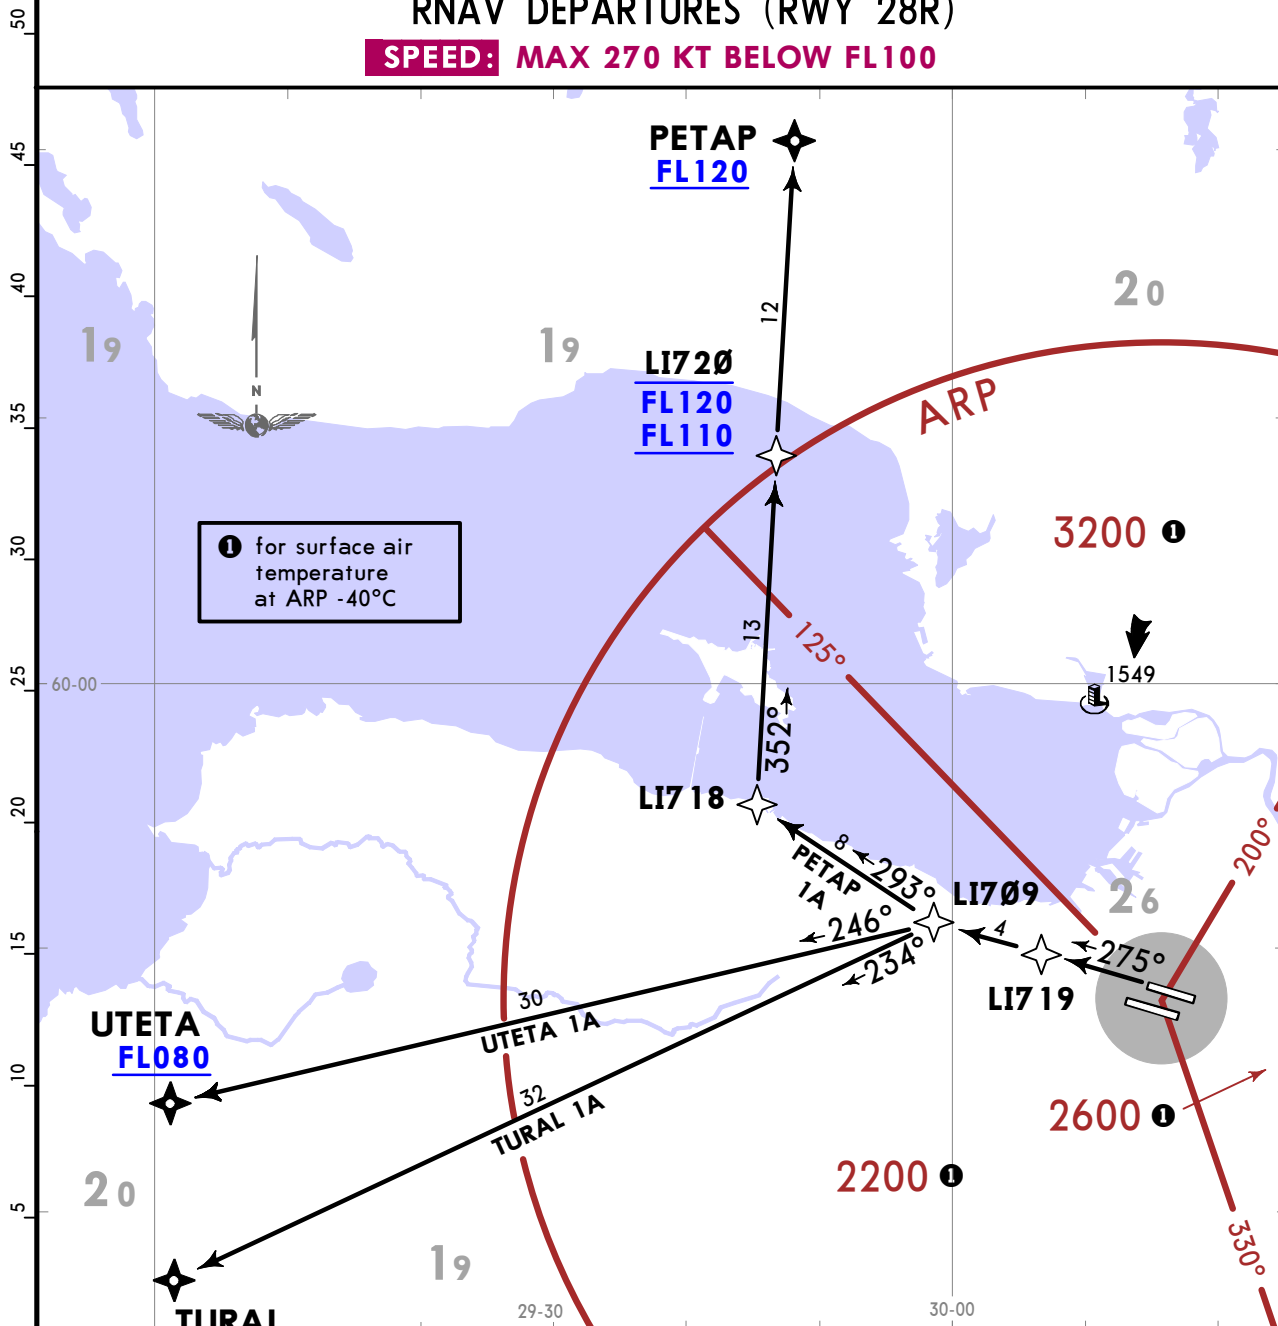 RNAV DEPARTURES (RWY 28R)
SPEED: MAX 270 KT BELOW FL100
50
45
40
35
30
25
20
15
10
5
PETAP
FL120
12
20
19
19
N
LI72Ø
FL120
FL110
ARP
3200 1
1 for surface air
temperature
at ARP -40°C
13
125°
1549
60-00
352°
LI718
8
293°
PETAP
1A
200°
LI7Ø9
26
246°
4
234°
275°
LI719
30
UTETA 1A
UTETA
FL080
32
TURAL 1A
2600 1
2200 1
20
19
330°
29-30
30-00
TURAL